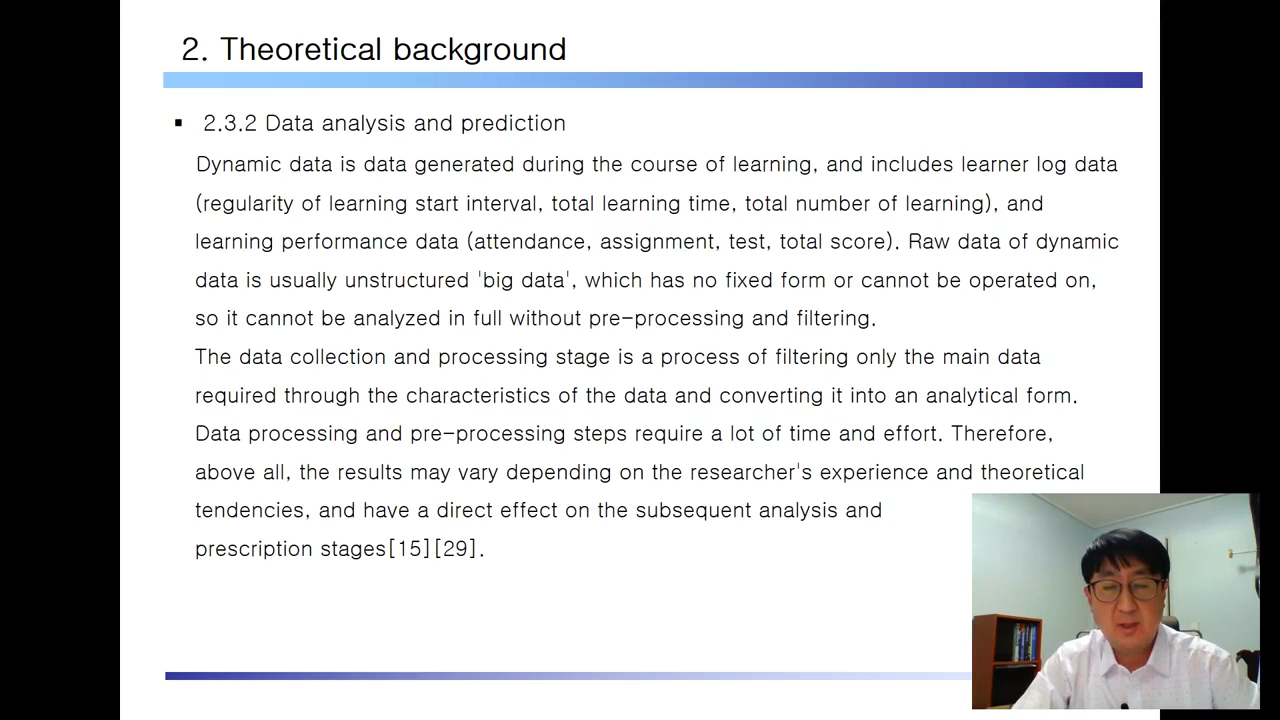 2. Theoretical background
▪ 2.3.2 Data analysis and prediction
Dynamic data is data generated during the course of learning, and includes learner log data
(regularity of learning start interval, total learning time, total number of learning), and
learning performance data (attendance, assignment, test, total score). Raw data of dynamic
data is usually unstructured 'big data', which has no fixed form or cannot be operated on,
so it cannot be analyzed in full without pre-processing and filtering.
The data collection and processing stage is a process of filtering only the main data
required through the characteristics of the data and converting it into an analytical form.
Data processing and pre-processing steps require a lot of time and effort. Therefore,
above all, the results may vary depending on the researcher's experience and theoretical
tendencies, and have a direct effect on the subsequent analysis and
prescription stages[15][29].